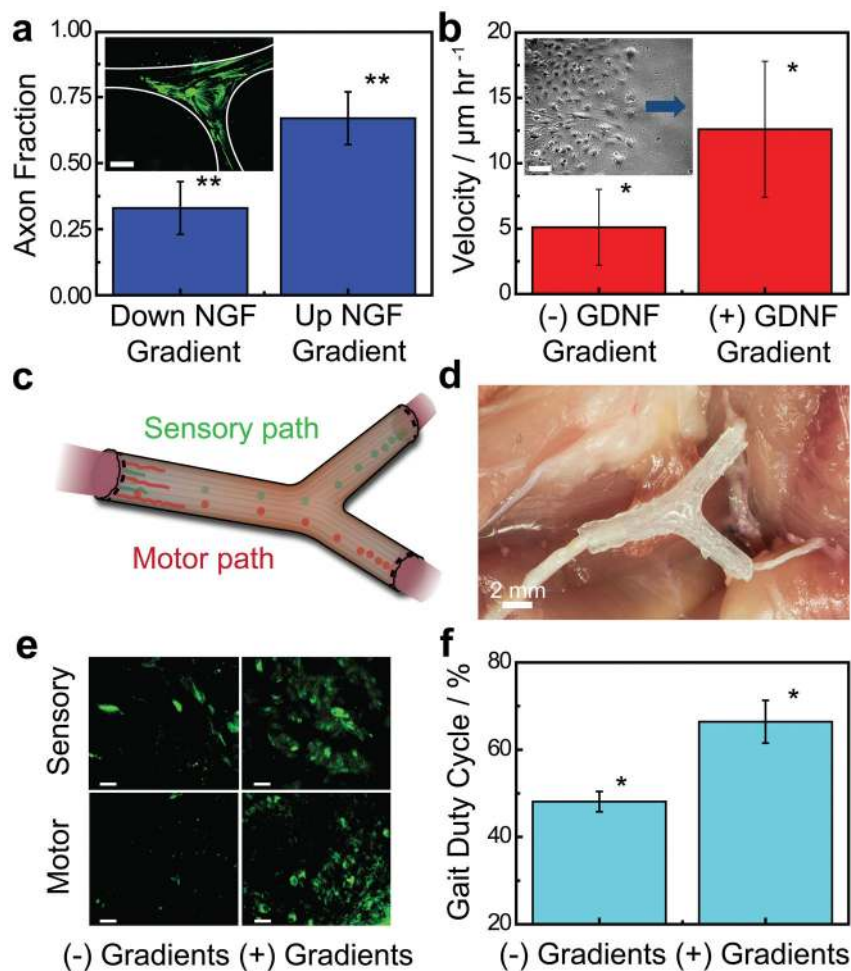 a
Axon Fraction
1.00
0.75
0.50
0.25
0.00
**
**
Down NGF
Gradient
Up NGF
Gradient
b
Velocity / µm hr⁻¹
20
15
10
5
0
*
*
(-) GDNF
Gradient
(+) GDNF
Gradient
c
Sensory path
Motor path
d
2 mm
e
Sensory
Motor
(-) Gradients (+) Gradients
f
Gait Duty Cycle / %
80
60
40
20
*
*
(-) Gradients (+) Gradients